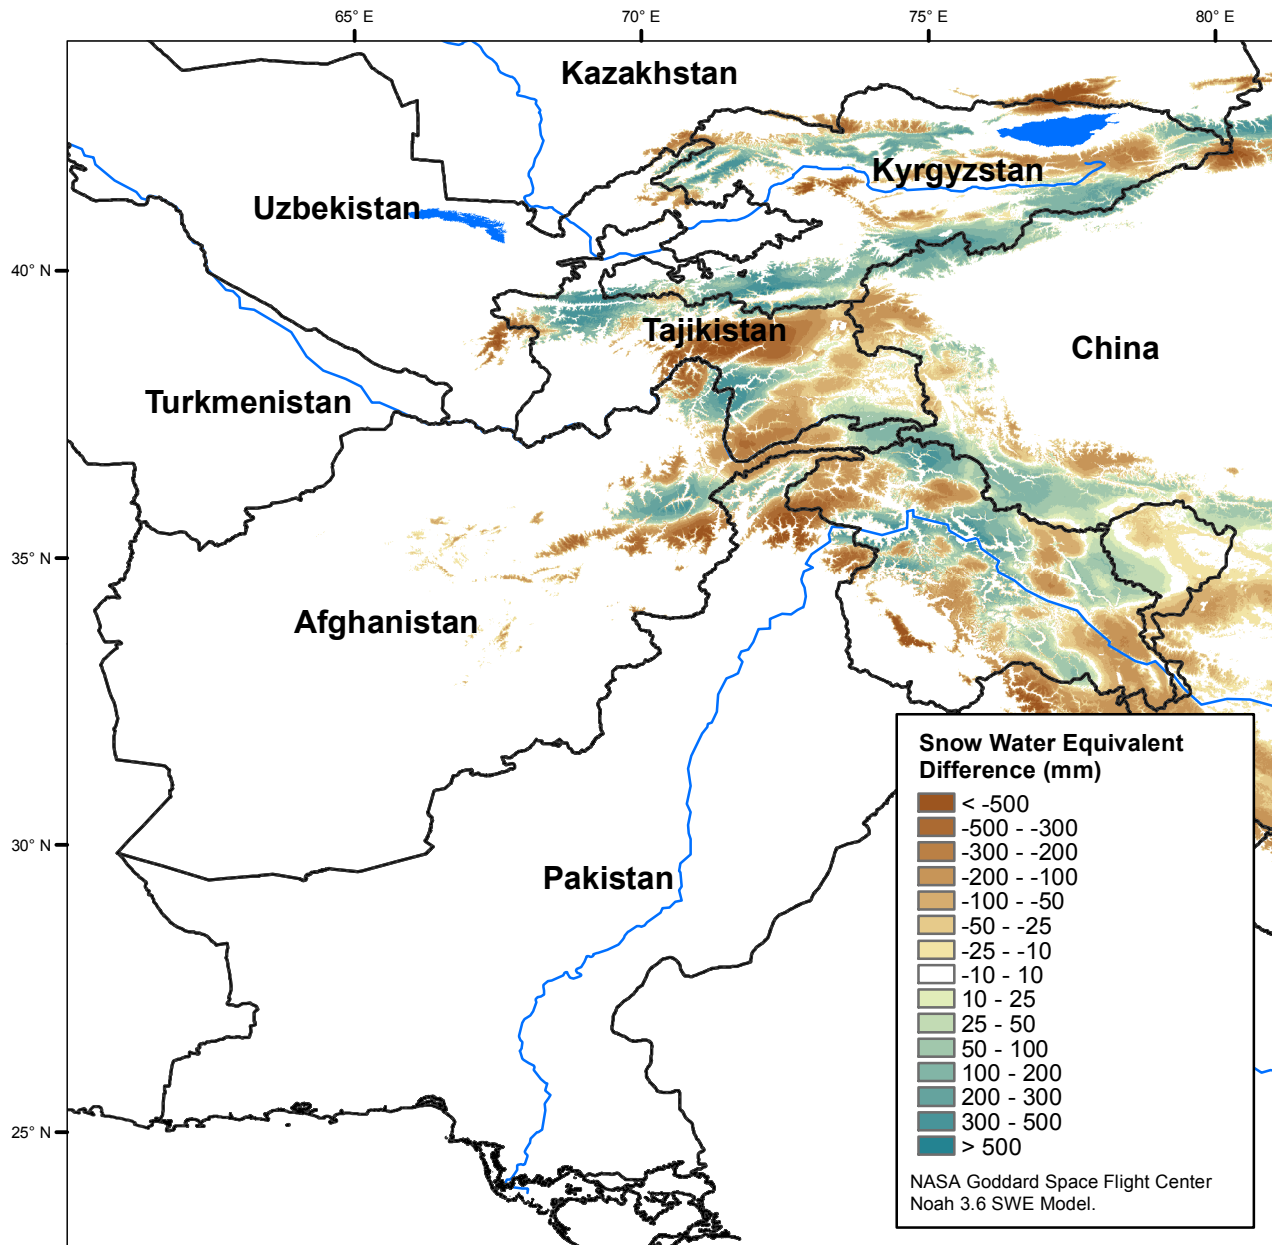 65° E
70° E
75° E
80° E
Kazakhstan
Kyrgyzstan
Uzbekistan
40° N
Tajikistan
China
Turkmenistan
35° N
Afghanistan
Snow Water Equivalent
Difference (mm)
< -500
-500 - -300
-300 - -200
-200 - -100
-100 - -50
-50 - -25
-25 - -10
-10 - 10
10 - 25
25 - 50
50 - 100
100 - 200
200 - 300
300 - 500
> 500
NASA Goddard Space Flight Center
Noah 3.6 SWE Model.
30° N
Pakistan
25° N